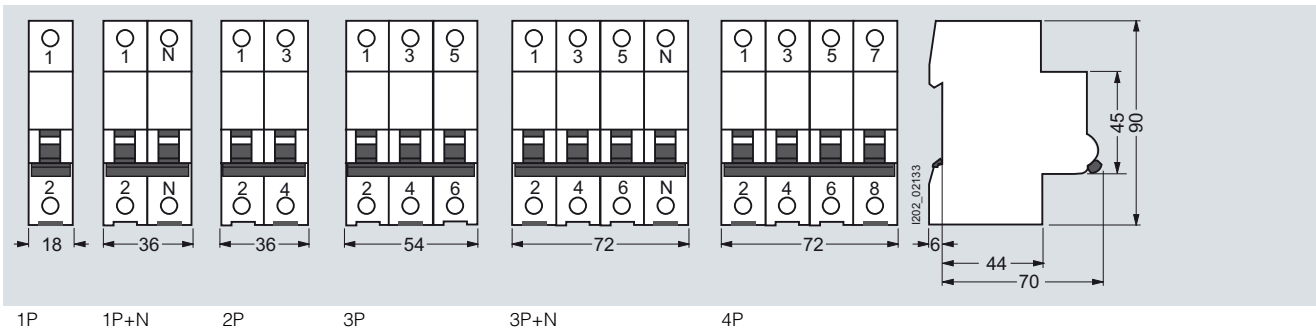 1 1 N 1 3 1 3 5 1 3 5 N 1 3 5 7
45
90
2 2 N 2 4 2 4 6 2 4 6 N 2 4 6 8
I202_02133
18 36 36 54 72 72 6
44
70
1P 1P+N 2P 3P 3P+N 4P